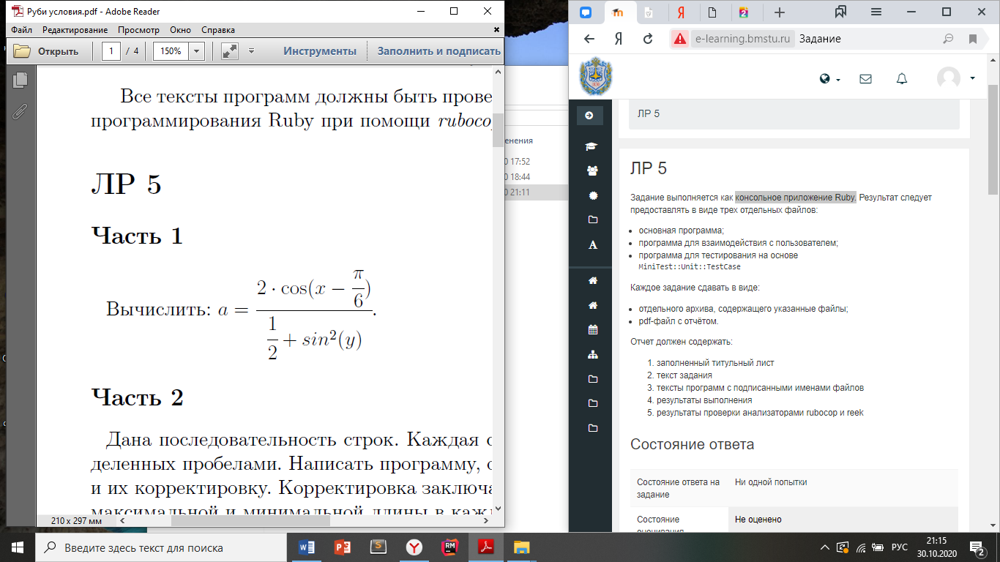 Руби условия.pdf - Adobe Reader
Файл Редактирование Просмотр Окно Справка
Открыть 1 / 4 150% Инструменты Заполнить и подписать
Все тексты программ должны быть прове
программирования Ruby при помощи rubocop
ЛР 5
Часть 1
Вычислить: a = 2 · cos(x − π/6) / (1/2 + sin²(y)).
Часть 2
Дана последовательность строк. Каждая с
деленных пробелами. Написать программу, о
и их корректировку. Корректировка заключа
максимальной и минимальной длины в кажд
210 x 297 мм
енения
0 17:52
0 18:44
0 21:11
e-learning.bmstu.ru Задание
ЛР 5
ЛР 5
Задание выполняется как консольное приложение Ruby. Результат следует
предоставлять в виде трех отдельных файлов:
основная программа;
программа для взаимодействия с пользователем;
программа для тестирования на основе
MiniTest::Unit::TestCase
Каждое задание сдавать в виде:
отдельного архива, содержащего указанные файлы;
pdf-файл с отчётом.
Отчет должен содержать:
1. заполненный титульный лист
2. текст задания
3. тексты программ с подписанными именами файлов
4. результаты выполнения
5. результаты проверки анализаторами rubocop и reek
Состояние ответа
Состояние ответа на Ни одной попытки
задание
Состояние Не оценено
оценивания
Введите здесь текст для поиска
РУС
21:15
30.10.2020
2